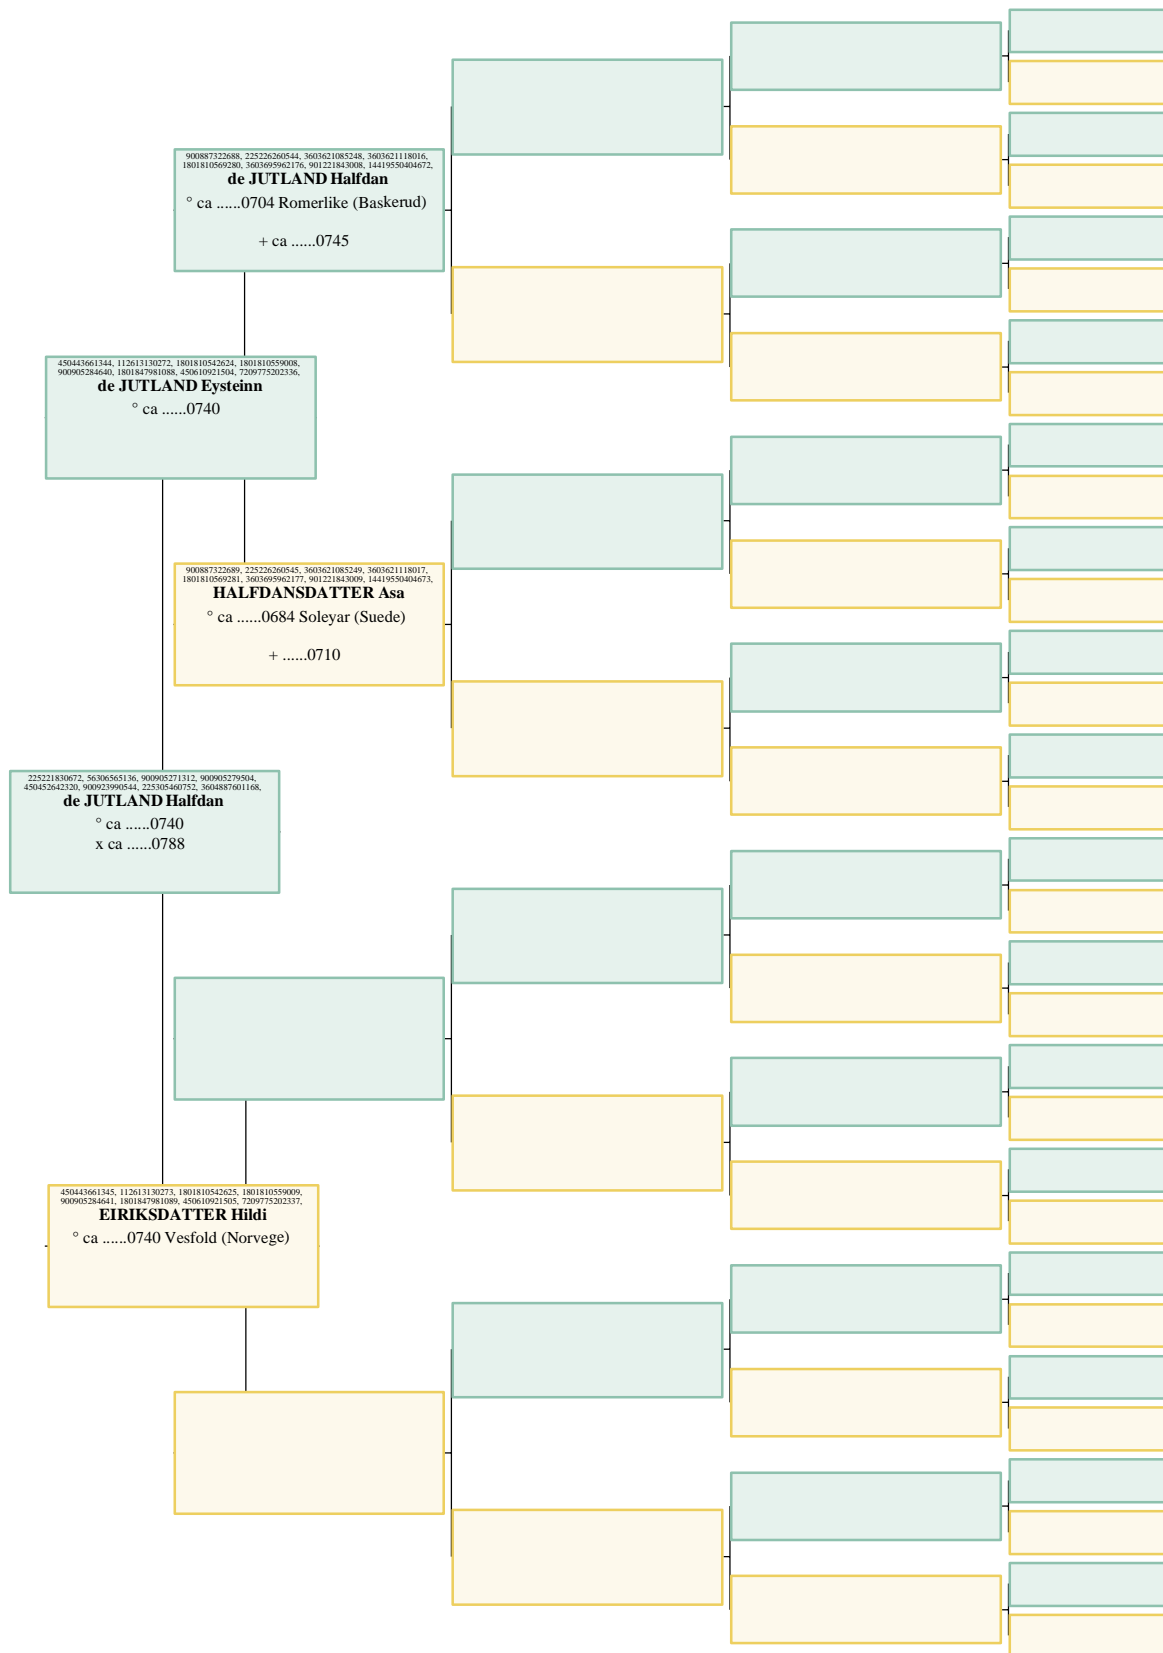 900887322688, 225226260544, 3603621085248, 3603621118016,
1801810569280, 3603695962176, 901221843008, 14419550404672,
de JUTLAND Halfdan
° ca ......0704 Romerlike (Baskerud)
+ ca ......0745
450443661344, 112613130272, 1801810542624, 1801810559008,
900905284640, 1801847981088, 450610921504, 7209775202336,
de JUTLAND Eysteinn
° ca ......0740
900887322689, 225226260545, 3603621085249, 3603621118017,
1801810569281, 3603695962177, 901221843009, 14419550404673,
HALFDANSDATTER Asa
° ca ......0684 Soleyar (Suede)
+ ......0710
225221830672, 56306565136, 900905271312, 900905279504,
450452642320, 900923990544, 225305460752, 3604887601168,
de JUTLAND Halfdan
° ca ......0740
x ca ......0788
450443661345, 112613130273, 1801810542625, 1801810559009,
900905284641, 1801847981089, 450610921505, 7209775202337,
EIRIKSDATTER Hildi
° ca ......0740 Vesfold (Norvege)